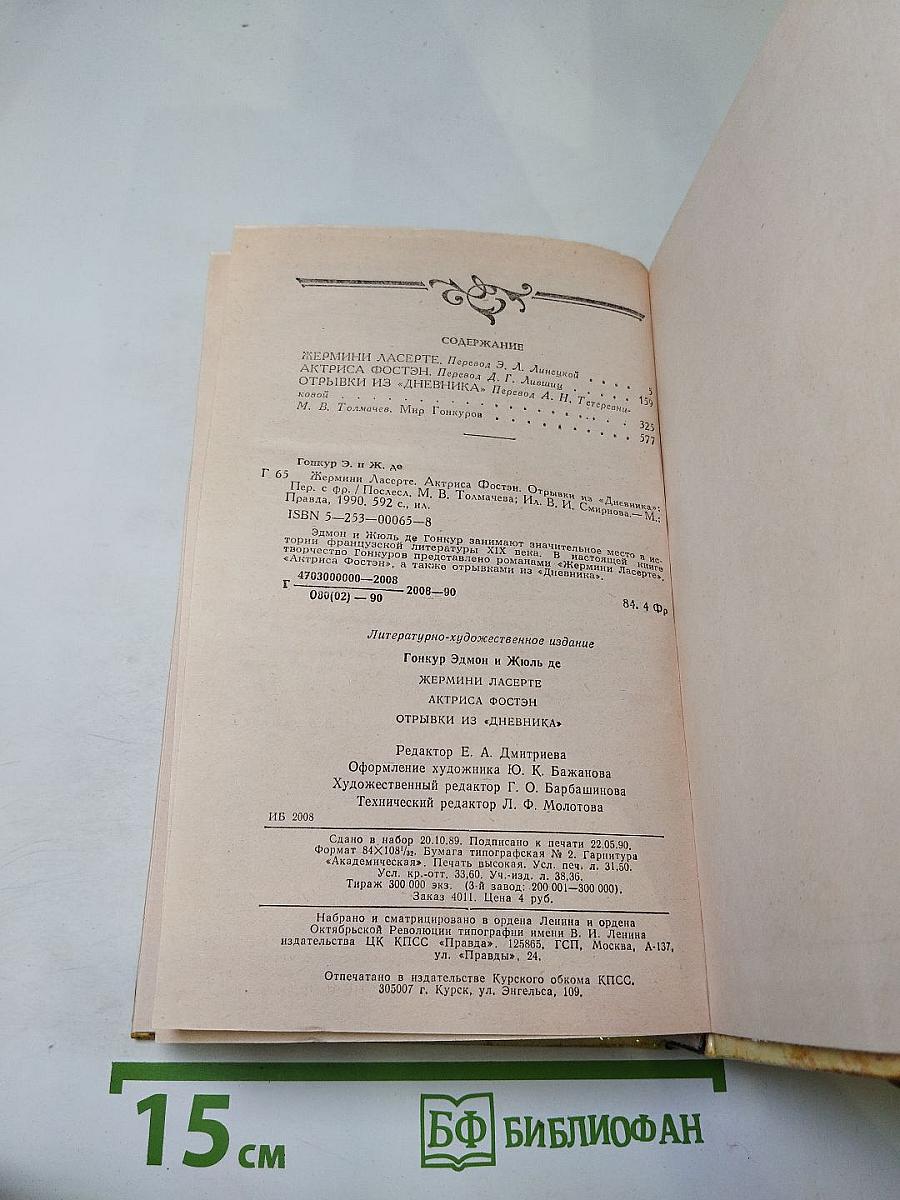 СОДЕРЖАНИЕ
ЖЕРМИНИ ЛАСЕРТЕ. Перевод Э. Л. Линецкой . . . . 5
АКТРИСА ФОСТЭН. Перевод Д. Г. Лившиц . . . . . . 159
ОТРЫВКИ ИЗ «ДНЕВНИКА» Перевод А. Н. Тетеревни-
ковой . . . . . . . . . . . . . . . . . . . . 325
М. В. Толмачев. Мир Гонкуров . . . . . . . . . . 577
Гонкур Э. и Ж. де
Г 65 Жермини Ласерте. Актриса Фостэн. Отрывки из «Дневника»:
Пер. с фр. / Послесл. М. В. Толмачева; Ил. В. И. Смирнова.— М.:
Правда, 1990. 592 с., ил.
ISBN 5—253—00065—8
Эдмон и Жюль де Гонкур занимают значительное место в ис-
тории французской литературы XIX века. В настоящей книге
творчество Гонкуров представлено романами «Жермини Ласерте»,
«Актриса Фостэн», а также отрывками из «Дневника».
Г 4703000000—2008 2008—90
080(02) — 90
84. 4 Фр
Литературно-художественное издание
Гонкур Эдмон и Жюль де
ЖЕРМИНИ ЛАСЕРТЕ
АКТРИСА ФОСТЭН
ОТРЫВКИ ИЗ «ДНЕВНИКА»
Редактор Е. А. Дмитриева
Оформление художника Ю. К. Бажанова
Художественный редактор Г. О. Барбашинова
Технический редактор Л. Ф. Молотова
ИБ 2008
Сдано в набор 20.10.89. Подписано к печати 22.05.90.
Формат 84×108¹/₃₂. Бумага типографская № 2. Гарнитура
«Академическая». Печать высокая. Усл. печ. л. 31,50.
Усл. кр.-отт. 33,60. Уч.-изд. л. 38,36.
Тираж 300 000 экз. (3-й завод: 200 001—300 000).
Заказ 4011. Цена 4 руб.
Набрано и сматрицировано в ордена Ленина и ордена
Октябрьской Революции типографии имени В. И. Ленина
издательства ЦК КПСС «Правда». 125865, ГСП, Москва, А-137,
ул. «Правды», 24.
Отпечатано в издательстве Курского обкома КПСС.
305007 г. Курск, ул. Энгельса, 109.
15 см
БФ БИБЛИОФАН